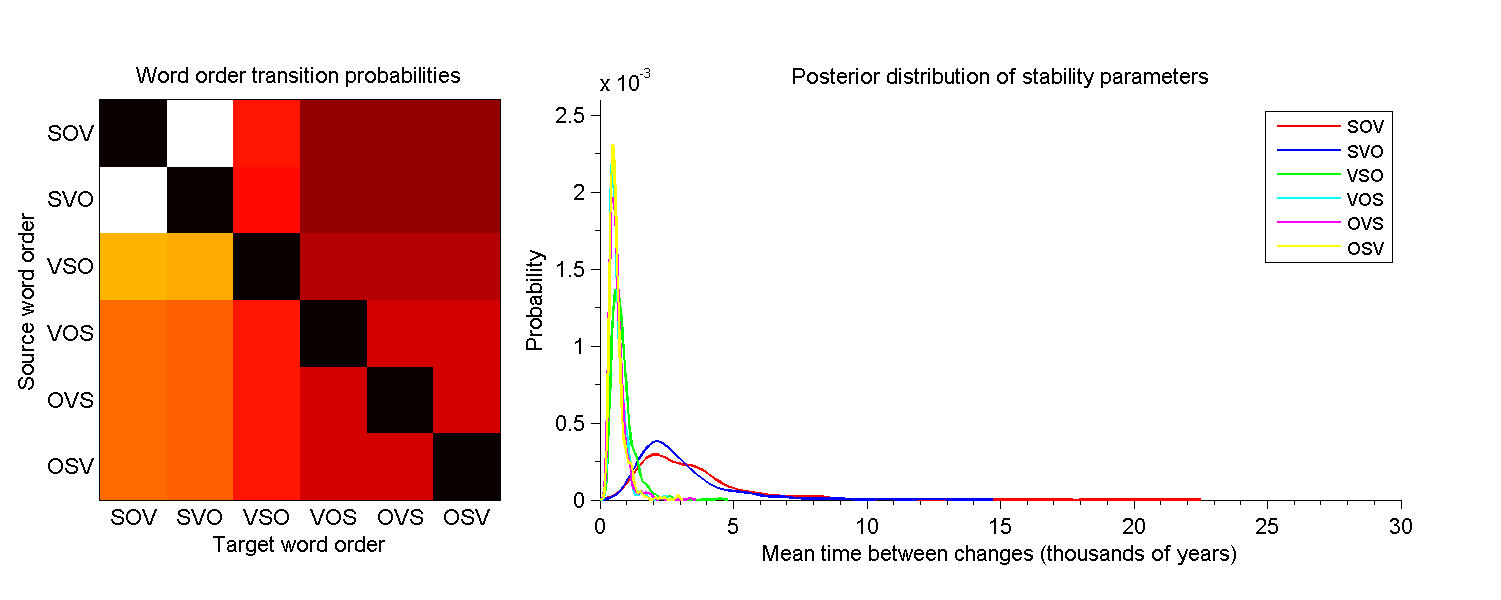 Word order transition probabilities
Source word order
SOV
SVO
VSO
VOS
OVS
OSV
SOV SVO VSO VOS OVS OSV
Target word order
Posterior distribution of stability parameters
x 10-3
Probability
2.5
2
1.5
1
0.5
0
0 5 10 15 20 25 30
Mean time between changes (thousands of years)
SOV
SVO
VSO
VOS
OVS
OSV